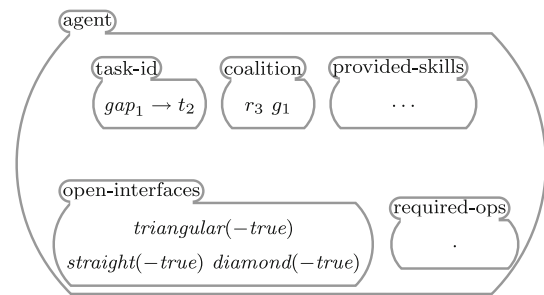 agent
task-id coalition provided-skills
gap₁ → t₂ r₃ g₁ ···
open-interfaces required-ops
triangular(−true) .
straight(−true) diamond(−true)